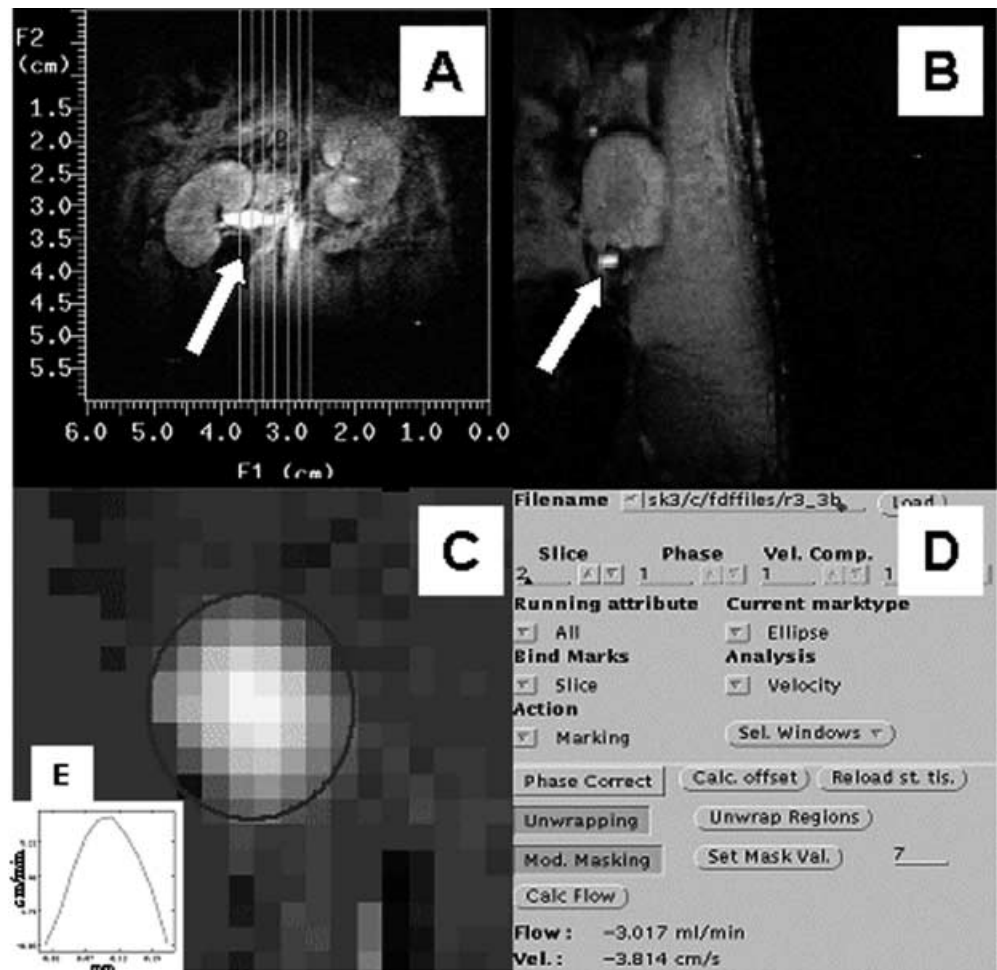 F2
(cm)
A
B
1.5
2.0
2.5
3.0
3.5
4.0
4.5
5.0
5.5
6.0 5.0 4.0 3.0 2.0 1.0 0.0
F1 (cm)
C
D
Filename sk3/c/fdffiles/r3_3b Load
Slice Phase Vel. Comp.
2 1 1 1
Running attribute Current marktype
All Ellipse
Bind Marks Analysis
Slice Velocity
Action
Marking Sel. Windows
Phase Correct Calc. offset Reload st. tis.
Unwrapping Unwrap Regions
Mod. Masking Set Mask Val. 7
Calc Flow
Flow : -3.017 ml/min
Vel. : -3.814 cm/s
E
cm/min
mm